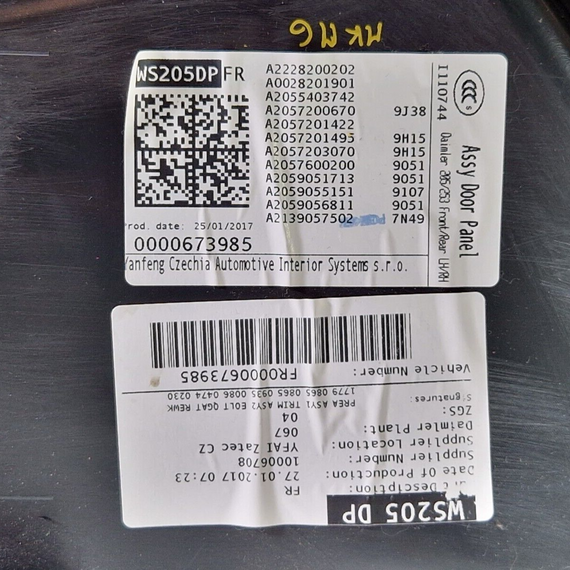 WS205DP FR
A2228200202
A0028201901
A2055403742
A2057200670 9J38
A2057201422
A2057201493 9H15
A2057203070 9H15
A2057600200 9051
A2059051713 9051
A2059055151 9107
A2059056811 9051
A2139057502 7N49
rod. date: 25/01/2017
0000673985
Yanfeng Czechia Automotive Interior Systems s.r.o.
I110744
CCC S
Assy Door Panel
Daimler 205/253 Front/Rear LH/RH
WS205 DP
Description: FR
Date Of Production: 27.01.2017 07:23
Supplier Number: 10006708
Supplier Location: YFAI Zatec CZ
Daimler Plant: 067
ZGS: 04
Signatures: PREA ASY1 TRIM ASY2 EOLT QGAT REWK
1779 0865 0865 0935 0086 0474 0230
Vehicle Number: FR0000673985